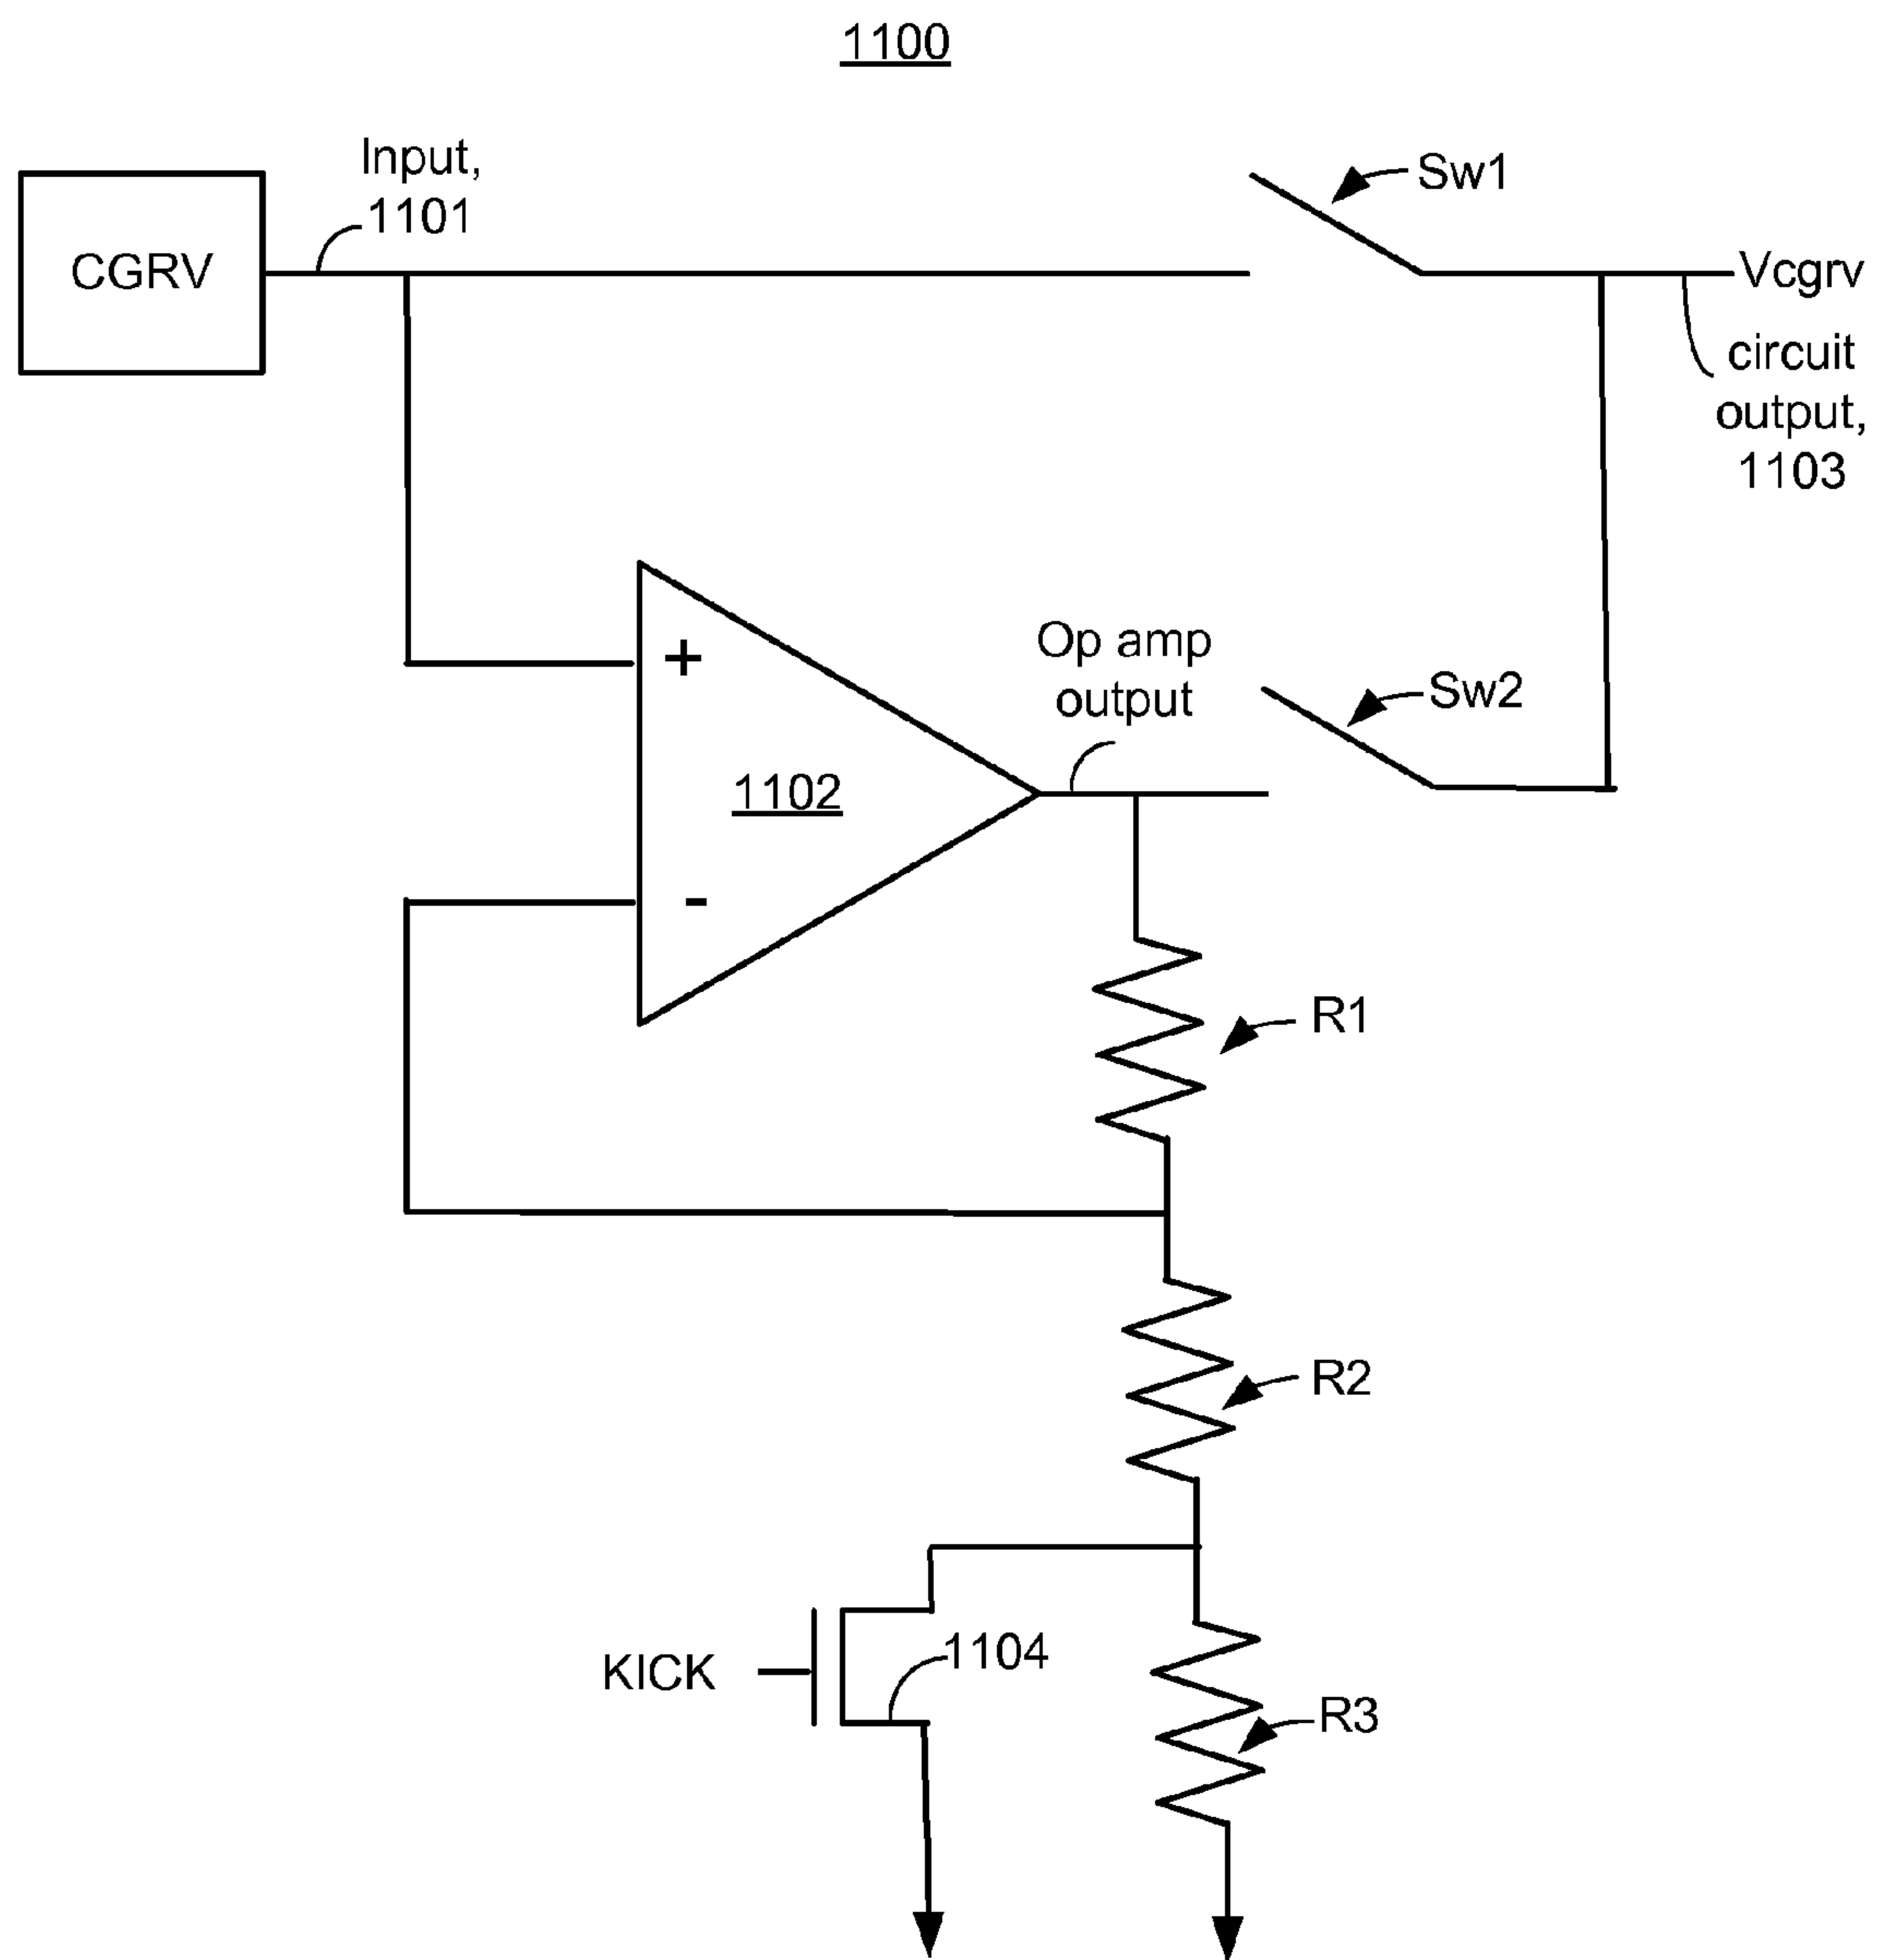 1100
Input,
1101
CGRV
Sw1
Vcgrv
circuit
output,
1103
Op amp
output
Sw2
+
1102
-
R1
R2
KICK
1104
R3